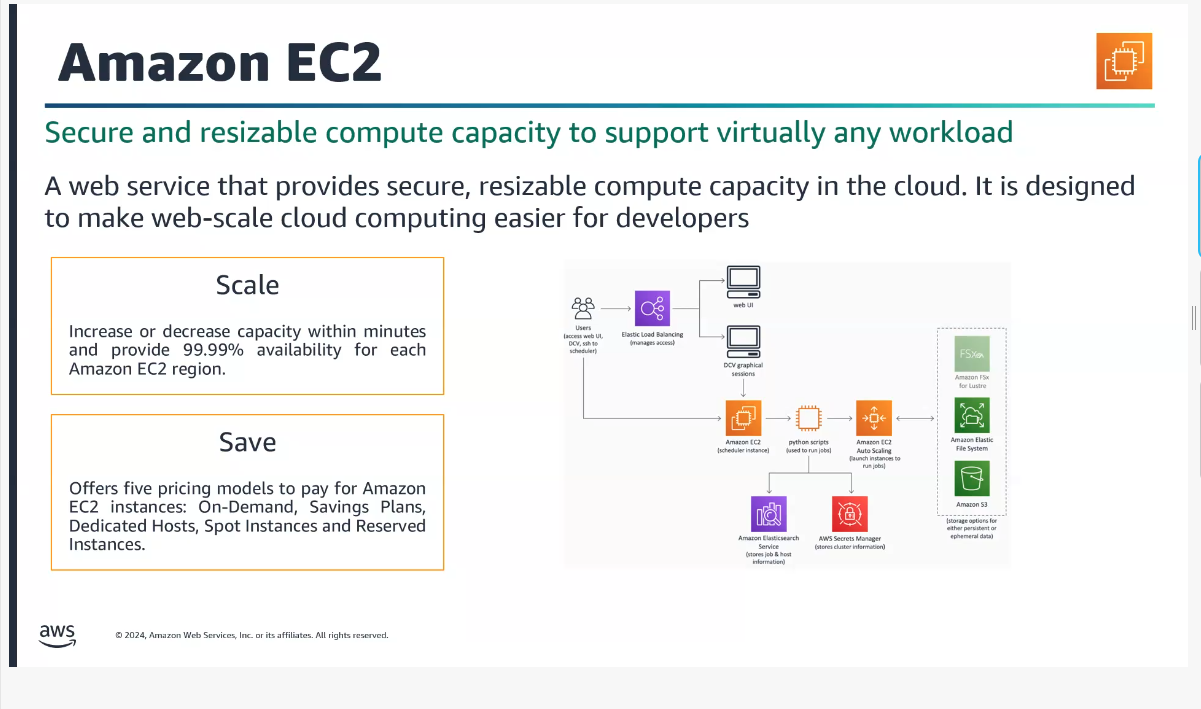 Amazon EC2
Secure and resizable compute capacity to support virtually any workload
A web service that provides secure, resizable compute capacity in the cloud. It is designed
to make web-scale cloud computing easier for developers
Scale
Increase or decrease capacity within minutes
and provide 99.99% availability for each
Amazon EC2 region.
Save
Offers five pricing models to pay for Amazon
EC2 instances: On-Demand, Savings Plans,
Dedicated Hosts, Spot Instances and Reserved
Instances.
Users
(access web UI,
DCV, ssh to
scheduler)
Elastic Load Balancing
(manages access)
web UI
DCV graphical
sessions
Amazon EC2
(scheduler instance)
python scripts
(used to run jobs)
Amazon EC2
Auto Scaling
(launch instances to
run jobs)
Amazon Elasticsearch
Service
(stores job & host
information)
AWS Secrets Manager
(stores cluster information)
FSx
Amazon FSx
for Lustre
Amazon Elastic
File System
Amazon S3
(storage options for
either persistent or
ephemeral data)
aws
© 2024, Amazon Web Services, Inc. or its affiliates. All rights reserved.